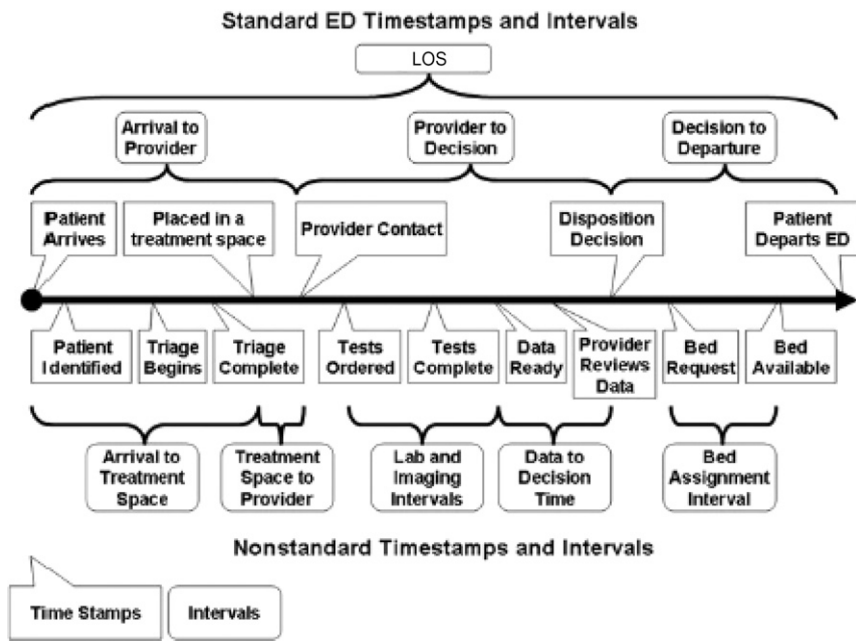 Standard ED Timestamps and Intervals
LOS
Arrival to
Provider
Provider to
Decision
Decision to
Departure
Patient
Arrives
Placed in a
treatment space
Provider Contact
Disposition
Decision
Patient
Departs ED
Patient
Identified
Triage
Begins
Triage
Complete
Tests
Ordered
Tests
Complete
Data
Ready
Provider
Reviews
Data
Bed
Request
Bed
Available
Arrival to
Treatment
Space
Treatment
Space to
Provider
Lab and
Imaging
Intervals
Data to
Decision
Time
Bed
Assignment
Interval
Nonstandard Timestamps and Intervals
Time Stamps
Intervals